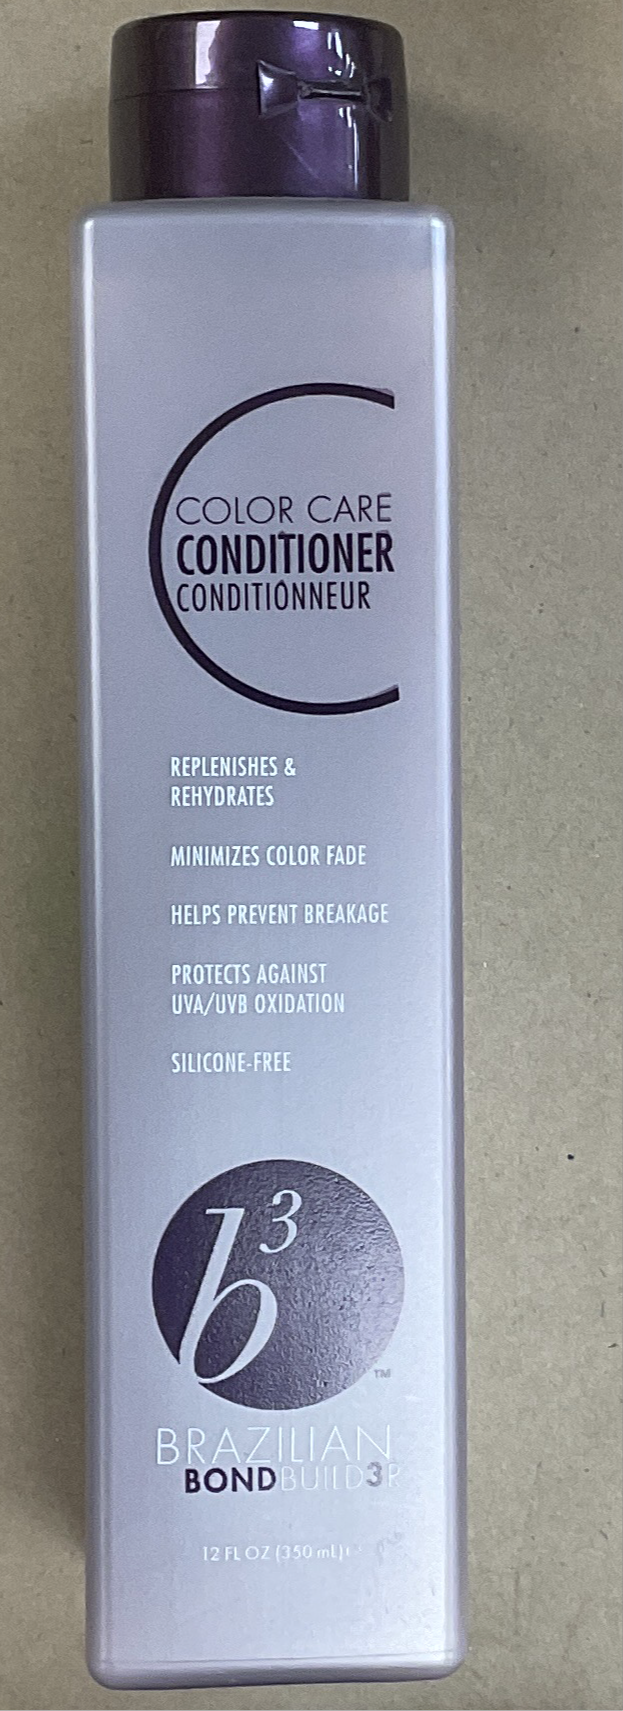 COLOR CARE
CONDITIONER
CONDITIONNEUR
REPLENISHES &
REHYDRATES
MINIMIZES COLOR FADE
HELPS PREVENT BREAKAGE
PROTECTS AGAINST
UVA/UVB OXIDATION
SILICONE-FREE
b3
TM
BRAZILIAN
BONDBUILD3R
12 FL OZ (350 mL)